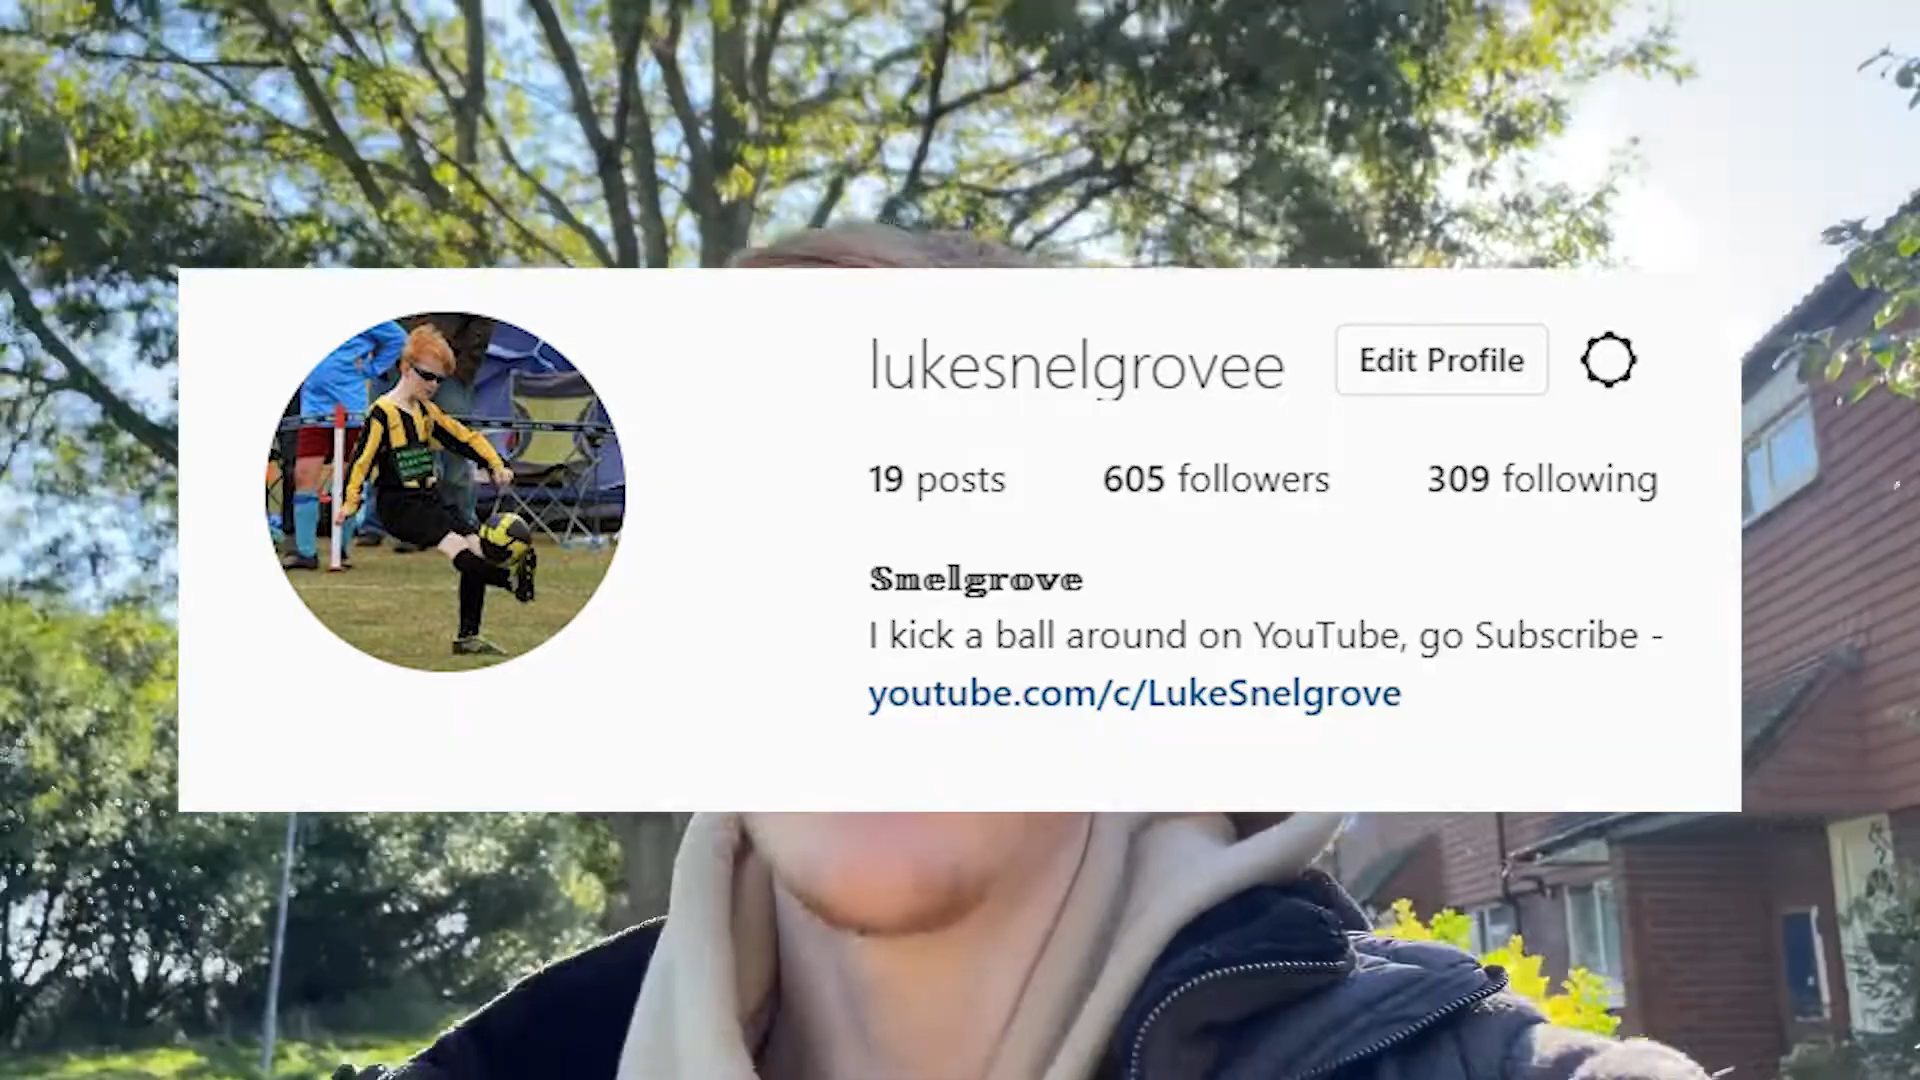 lukesnelgrovee Edit Profile
19 posts 605 followers 309 following
Snelgrove
I kick a ball around on YouTube, go Subscribe -
youtube.com/c/LukeSnelgrove